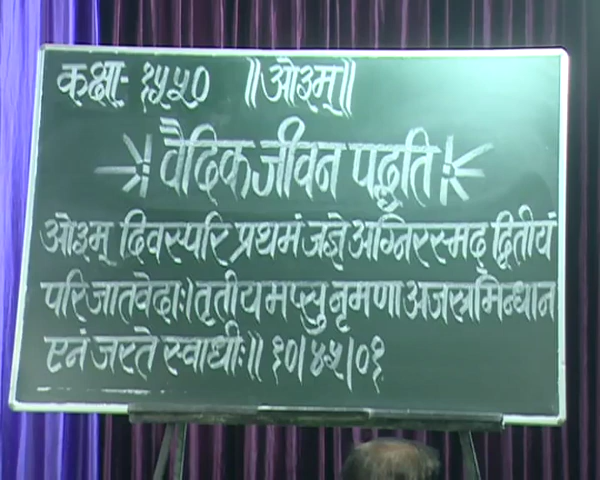 कक्षा- १५५० ॥ओ३म्॥
वैदिक जीवन पद्धति
ओ३म् दिवस्परि प्रथमं जज्ञे अग्निरस्मद् द्वितीयं
परि जातवेदाः। तृतीयमप्सु नृमणा अजस्रमिन्धान
एनं जरते स्वाधीः॥ १०।४५।०१